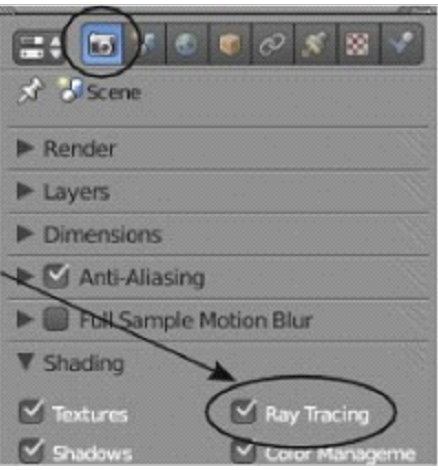 Scene
Render
Layers
Dimensions
Anti-Aliasing
Full Sample Motion Blur
Shading
Textures Ray Tracing
Shadows Color Manageme